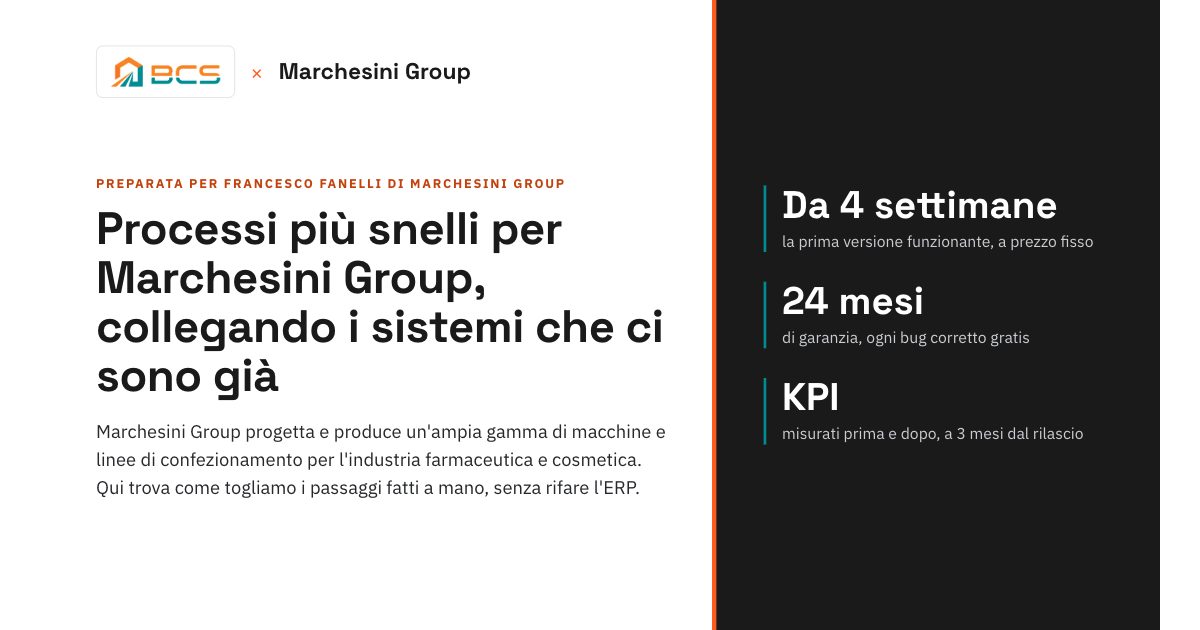 BCS × Marchesini Group
PREPARATA PER FRANCESCO FANELLI DI MARCHESINI GROUP
Processi più snelli per
Marchesini Group,
collegando i sistemi che ci
sono già
Marchesini Group progetta e produce un'ampia gamma di macchine e
linee di confezionamento per l'industria farmaceutica e cosmetica.
Qui trova come togliamo i passaggi fatti a mano, senza rifare l'ERP.
Da 4 settimane
la prima versione funzionante, a prezzo fisso
24 mesi
di garanzia, ogni bug corretto gratis
KPI
misurati prima e dopo, a 3 mesi dal rilascio